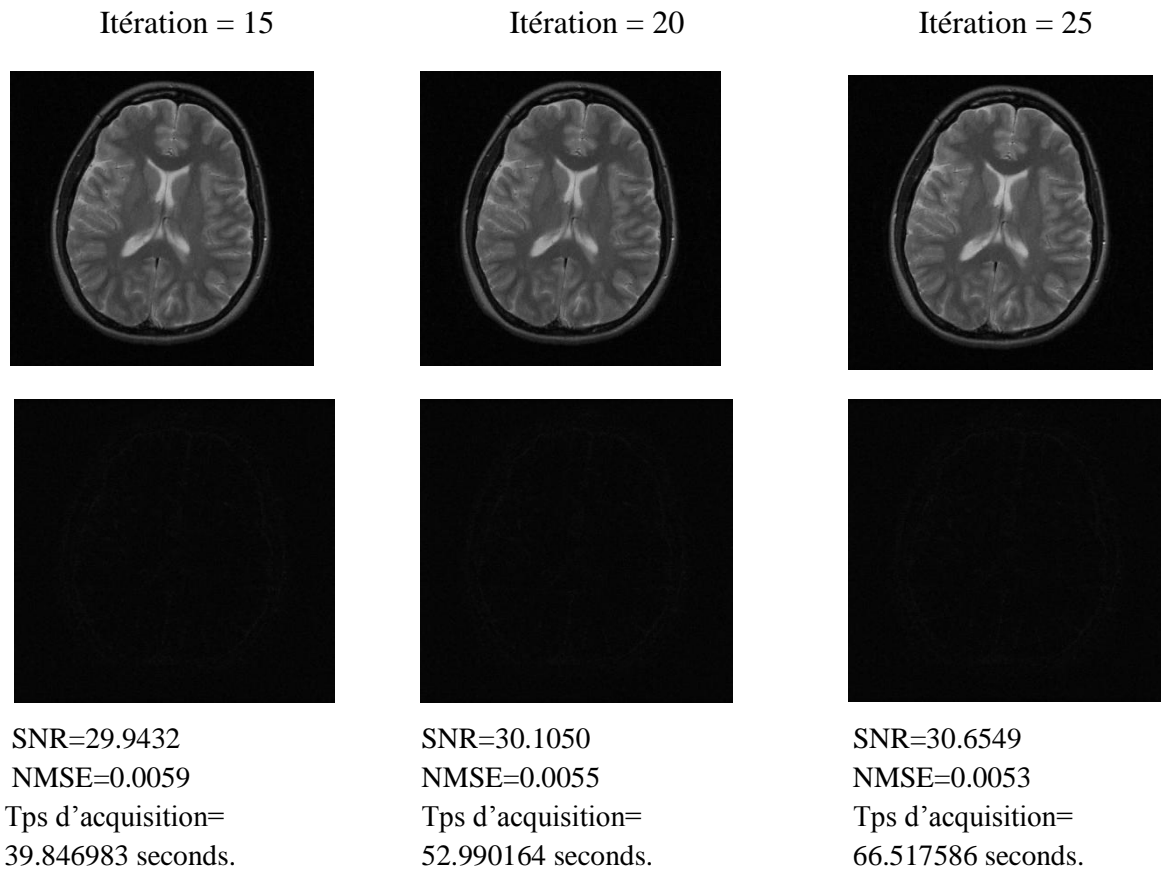 Itération = 15
Itération = 20
Itération = 25
SNR=29.9432
NMSE=0.0059
Tps d’acquisition=
39.846983 seconds.
SNR=30.1050
NMSE=0.0055
Tps d’acquisition=
52.990164 seconds.
SNR=30.6549
NMSE=0.0053
Tps d’acquisition=
66.517586 seconds.